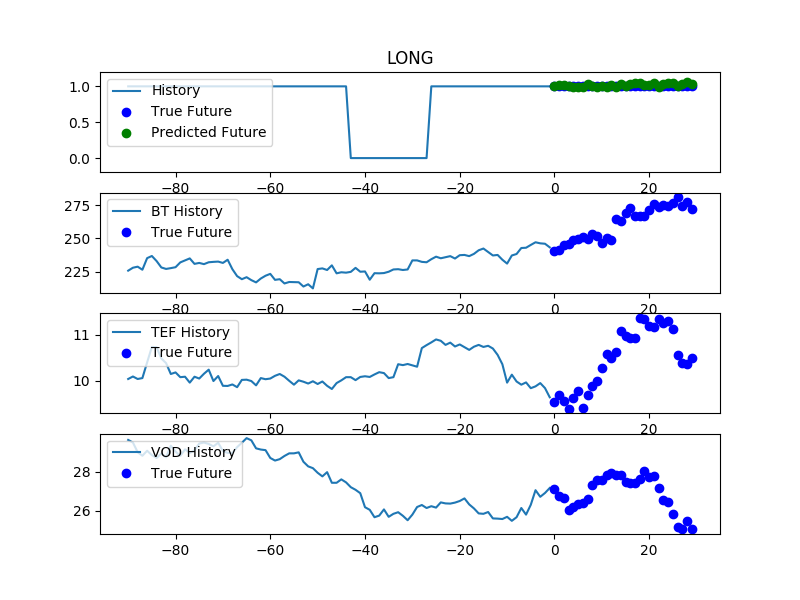 LONG
1.0
0.5
0.0
History
True Future
Predicted Future
−80 −60 −40 −20 0 20
275
250
225
BT History
True Future
−80 −60 −40 −20 0 20
11
10
TEF History
True Future
−80 −60 −40 −20 0 20
28
26
VOD History
True Future
−80 −60 −40 −20 0 20